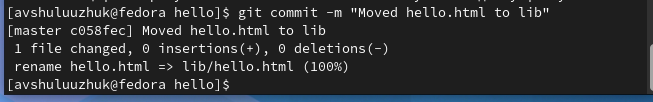 [avshuluuzhuk@fedora hello]$ git commit -m "Moved hello.html to lib"
[master c058fec] Moved hello.html to lib
 1 file changed, 0 insertions(+), 0 deletions(-)
 rename hello.html => lib/hello.html (100%)
[avshuluuzhuk@fedora hello]$